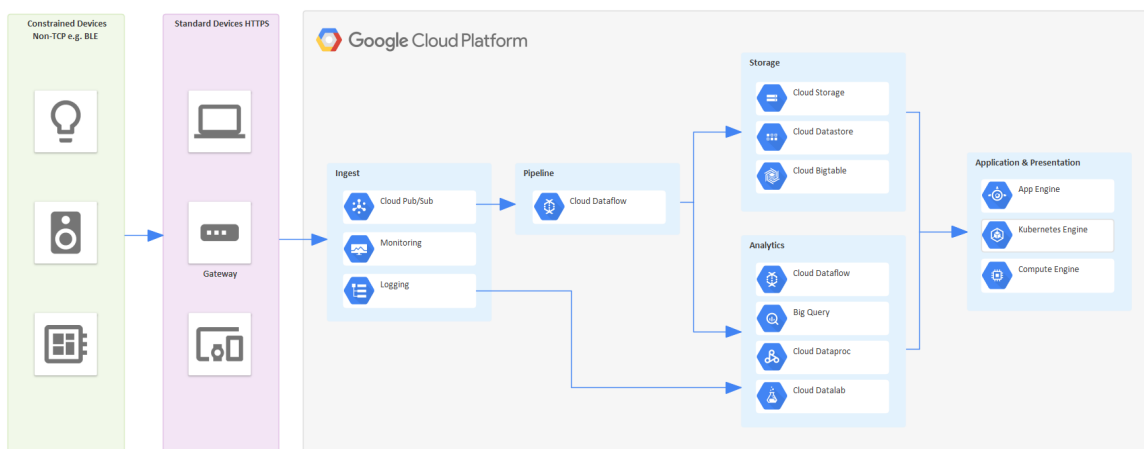 Constrained Devices
Non-TCP e.g. BLE
Standard Devices HTTPS
Gateway
Google Cloud Platform
Ingest
Cloud Pub/Sub
Monitoring
Logging
Pipeline
Cloud Dataflow
Storage
Cloud Storage
Cloud Datastore
Cloud Bigtable
Analytics
Cloud Dataflow
Big Query
Cloud Dataproc
Cloud Datalab
Application & Presentation
App Engine
Kubernetes Engine
Compute Engine